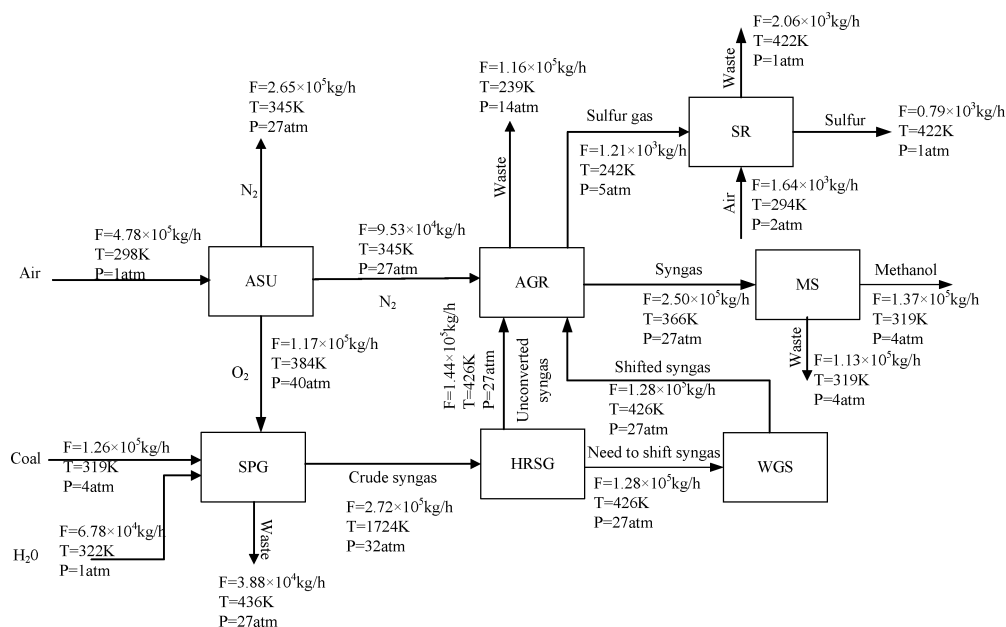 F=2.06×10³kg/h
T=422K
P=1atm
Waste
F=1.16×10⁵kg/h
T=239K
P=14atm
F=2.65×10⁵kg/h
T=345K
P=27atm
Sulfur gas
SR
Sulfur
F=0.79×10³kg/h
T=422K
P=1atm
F=1.21×10³kg/h
T=242K
P=5atm
Waste
N₂
Air
F=1.64×10³kg/h
T=294K
P=2atm
F=4.78×10⁵kg/h
T=298K
P=1atm
Air
ASU
F=9.53×10⁴kg/h
T=345K
P=27atm
N₂
AGR
Syngas
F=2.50×10⁵kg/h
T=366K
P=27atm
MS
Methanol
F=1.37×10⁵kg/h
T=319K
P=4atm
Waste
F=1.13×10⁵kg/h
T=319K
P=4atm
F=1.17×10⁵kg/h
T=384K
P=40atm
O₂
F=1.44×10⁵kg/h
T=426K
P=27atm
Unconverted
syngas
Shifted syngas
F=1.28×10⁵kg/h
T=426K
P=27atm
Coal
F=1.26×10⁵kg/h
T=319K
P=4atm
SPG
Crude syngas
F=2.72×10⁵kg/h
T=1724K
P=32atm
HRSG
Need to shift syngas
F=1.28×10⁵kg/h
T=426K
P=27atm
WGS
H₂0
F=6.78×10⁴kg/h
T=322K
P=1atm
Waste
F=3.88×10⁴kg/h
T=436K
P=27atm